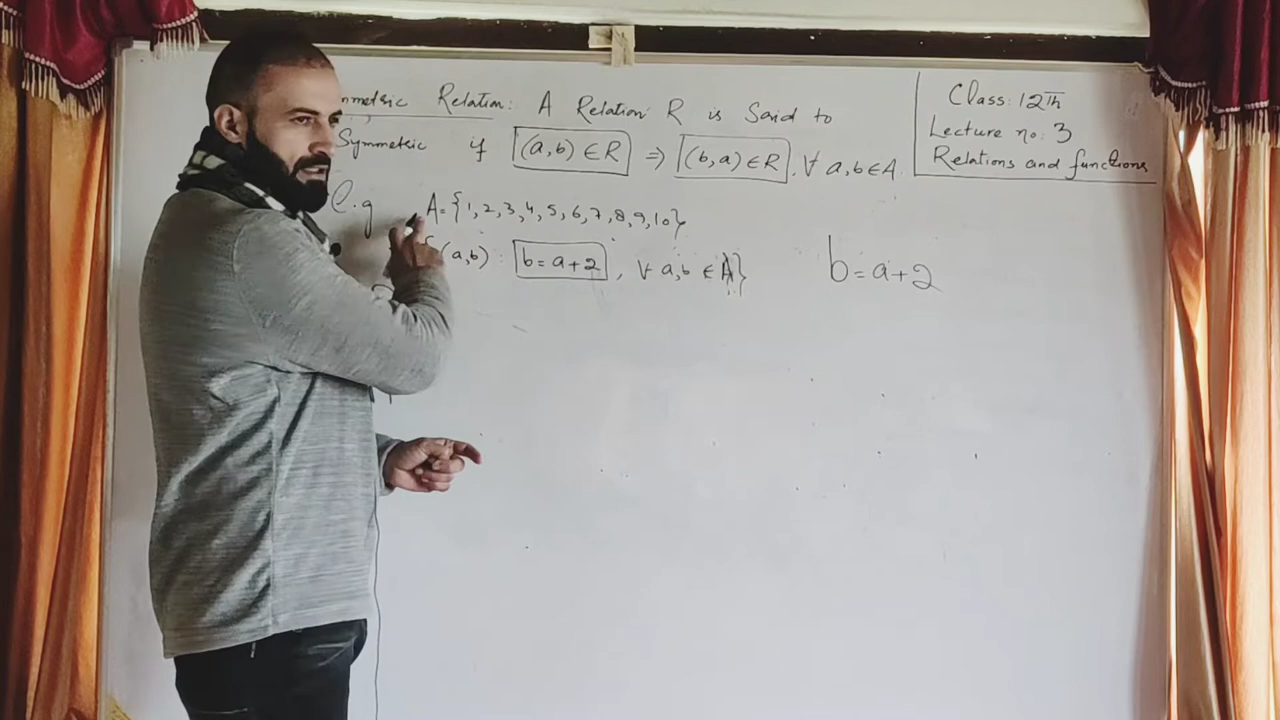 mmetric Relation: A Relation R is Said to
Symmetric if (a,b) ∈ R ⇒ (b,a) ∈ R, ∀ a,b ∈ A.
Class: 12th
Lecture no: 3
Relations and functions
e.g A = {1,2,3,4,5,6,7,8,9,10}
(a,b) : b = a+2, ∀ a,b ∈ A}
b = a+2